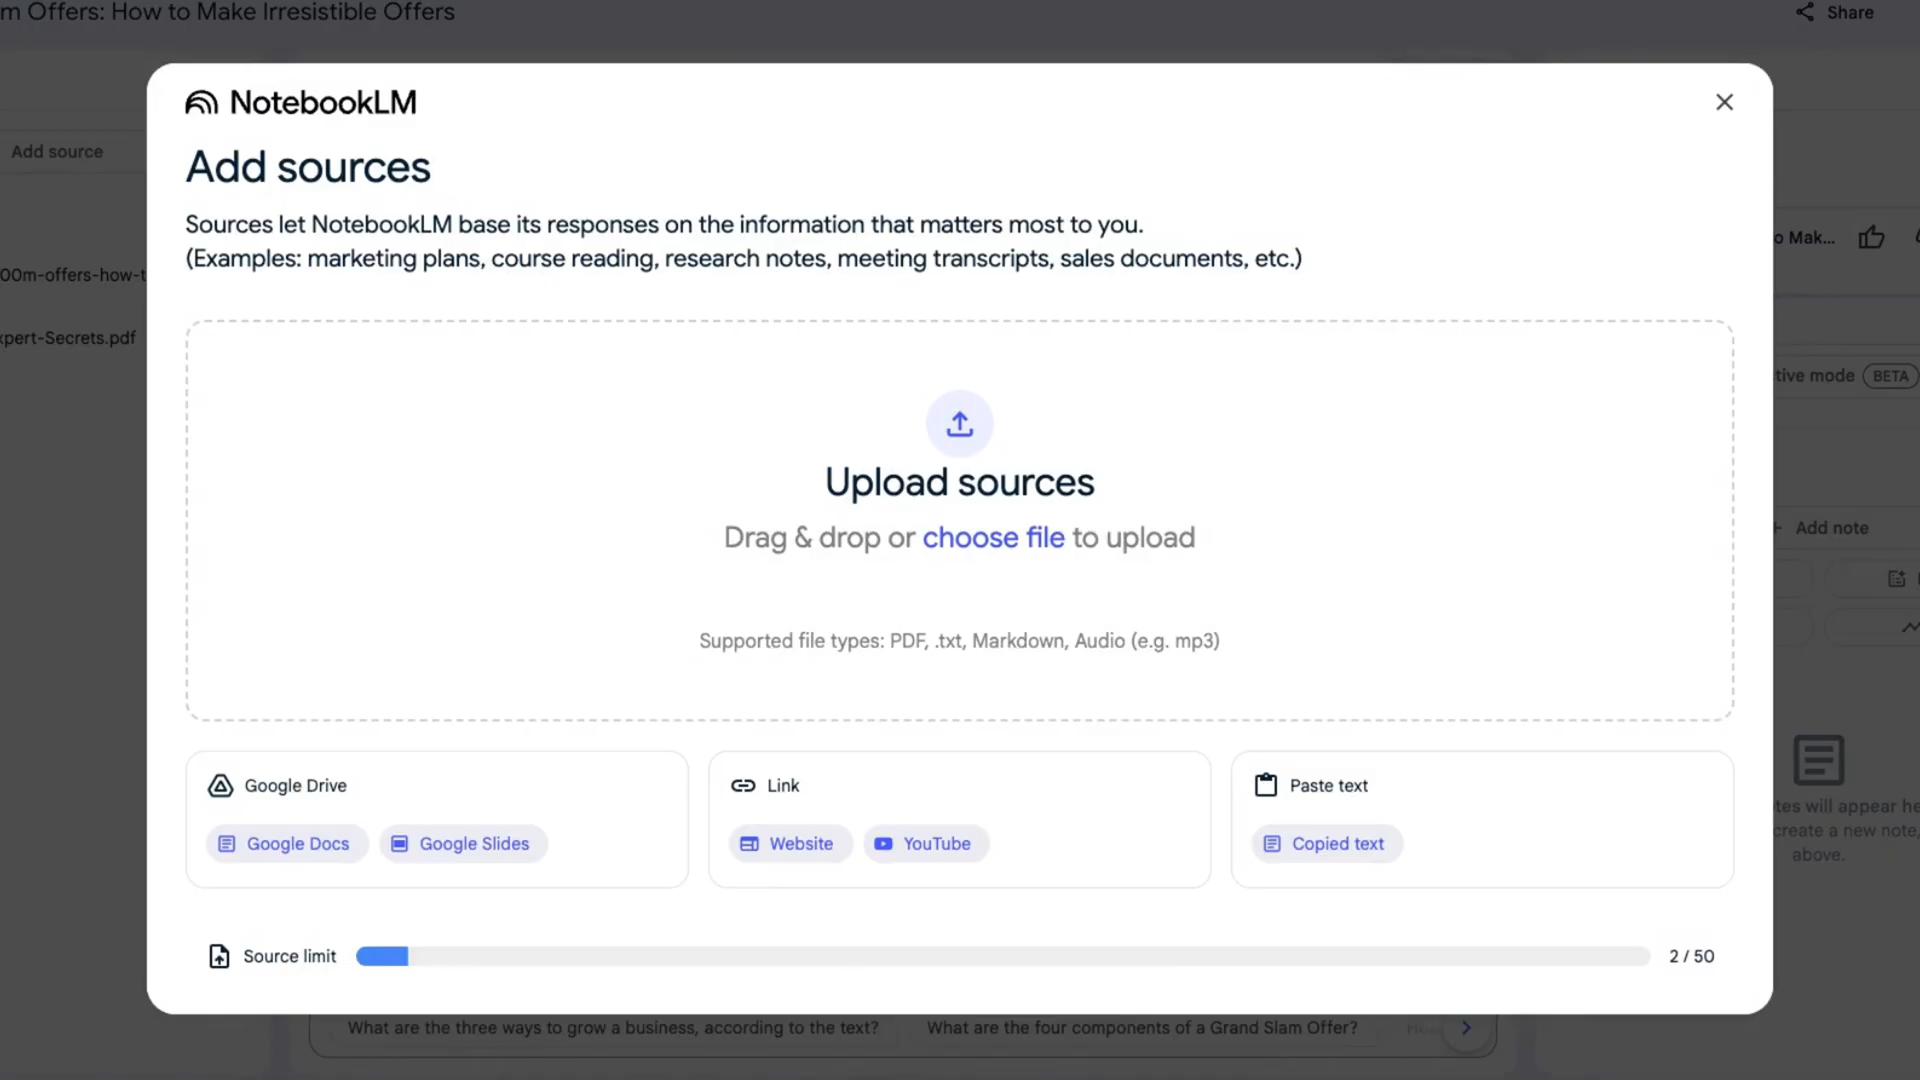 m Offers: How to Make Irresistible Offers
Share
NotebookLM
Add sources
Add source
Sources let NotebookLM base its responses on the information that matters most to you.
(Examples: marketing plans, course reading, research notes, meeting transcripts, sales documents, etc.)
o Mak...
00m-offers-how-t
xpert-Secrets.pdf
tive mode BETA
Upload sources
Drag & drop or choose file to upload
Add note
Supported file types: PDF, .txt, Markdown, Audio (e.g. mp3)
Google Drive
Google Docs Google Slides
Link
Website YouTube
Paste text
Copied text
tes will appear he
create a new note,
above.
Source limit 2 / 50
What are the three ways to grow a business, according to the text? What are the four components of a Grand Slam Offer?